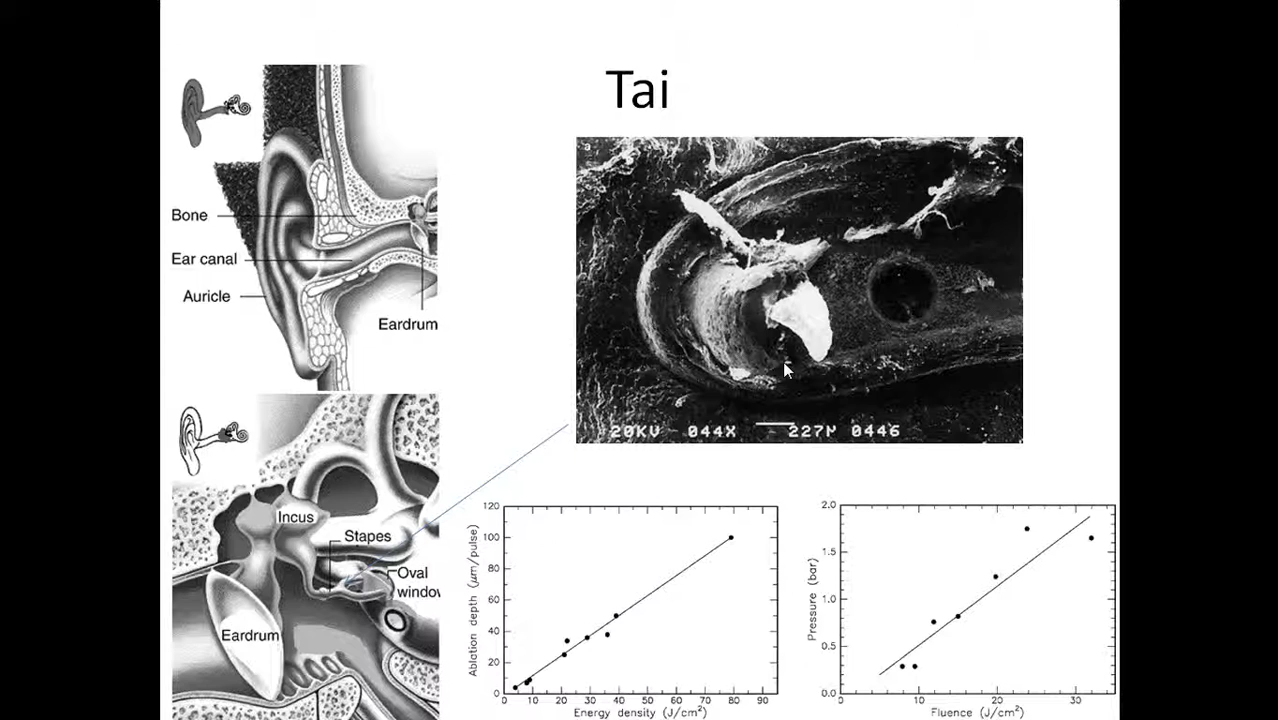 Tai
Bone
Ear canal
Auricle
Eardrum
a
20KV 044X 227M 0446
Incus
Stapes
Oval
window
Eardrum
120
100
80
60
40
20
0
0 10 20 30 40 50 60 70 80 90
Ablation depth (μm/pulse)
Energy density (J/cm²)
2.0
1.5
1.0
0.5
0.0
0 10 20 30
Pressure (bar)
Fluence (J/cm²)